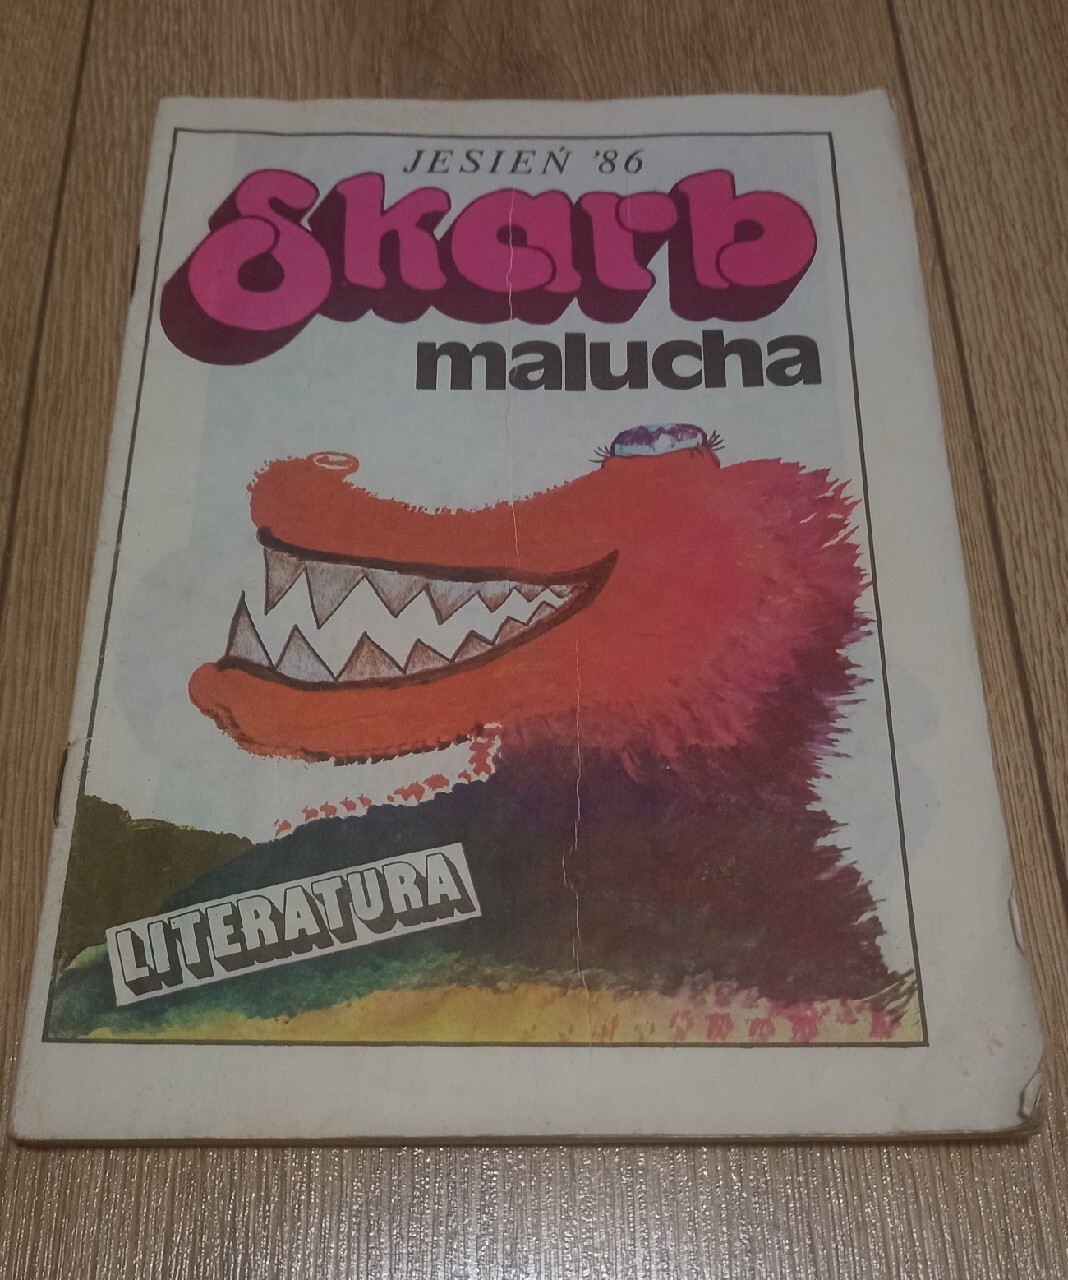 JESIEŃ '86
Skarb
malucha
LITERATURA